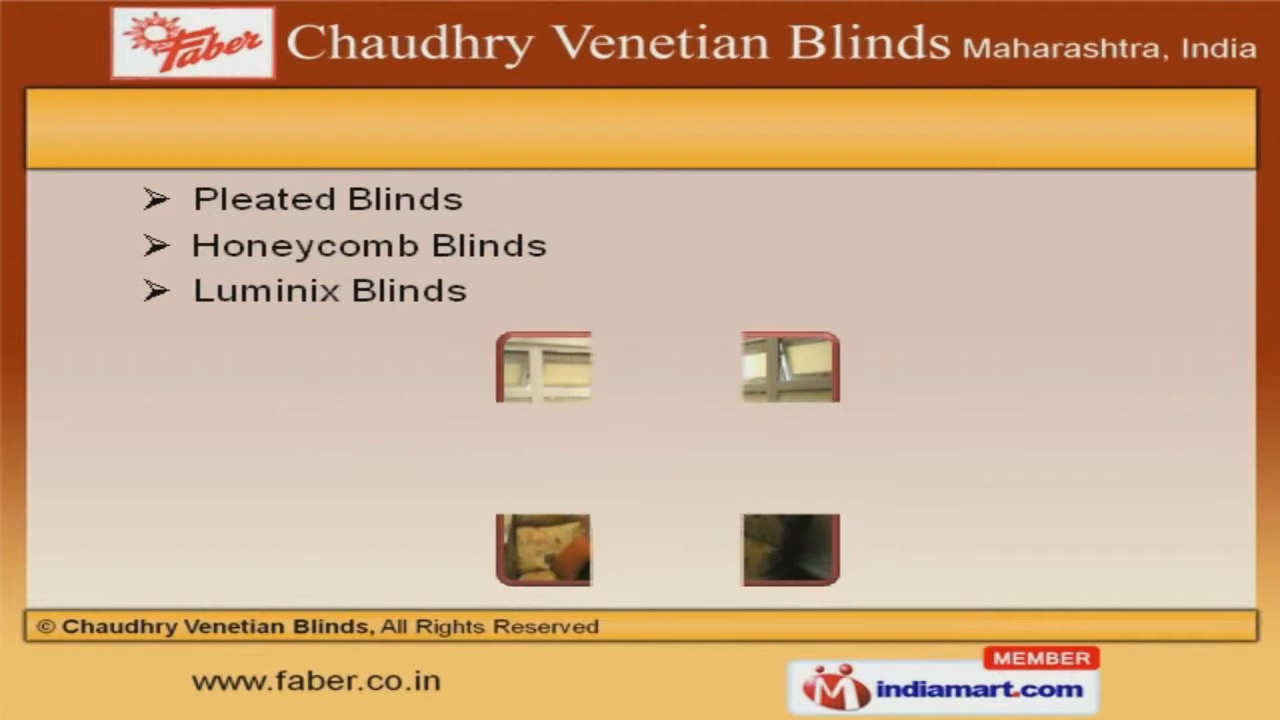 Faber
Chaudhry Venetian Blinds Maharashtra, India
➢ Pleated Blinds
➢ Honeycomb Blinds
➢ Luminix Blinds
© Chaudhry Venetian Blinds, All Rights Reserved
www.faber.co.in
MEMBER
indiamart.com